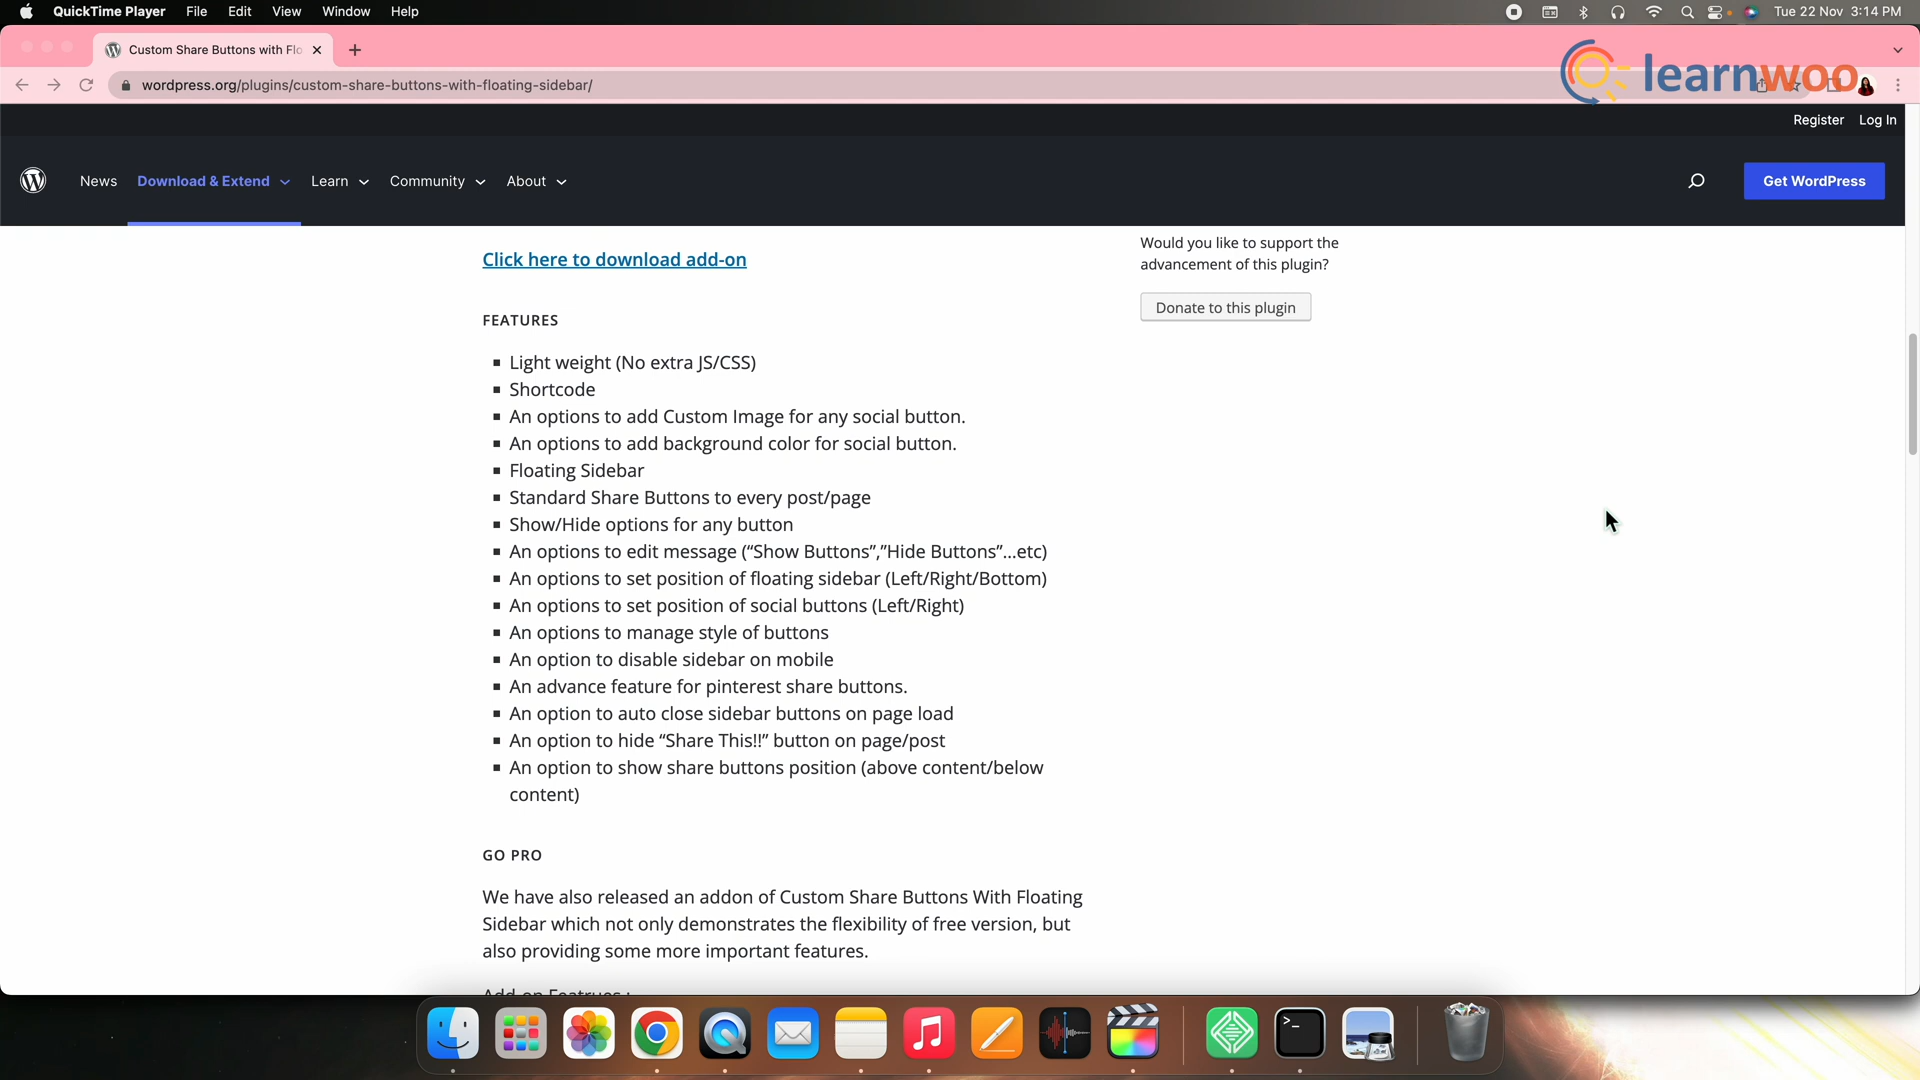 QuickTime Player File Edit View Window Help Tue 22 Nov 3:14 PM
Custom Share Buttons with Flo
wordpress.org/plugins/custom-share-buttons-with-floating-sidebar/
learnwoo
Register Log In
News Download & Extend Learn Community About Get WordPress
Click here to download add-on
FEATURES
Light weight (No extra JS/CSS)
Shortcode
An options to add Custom Image for any social button.
An options to add background color for social button.
Floating Sidebar
Standard Share Buttons to every post/page
Show/Hide options for any button
An options to edit message (“Show Buttons”,”Hide Buttons”…etc)
An options to set position of floating sidebar (Left/Right/Bottom)
An options to set position of social buttons (Left/Right)
An options to manage style of buttons
An option to disable sidebar on mobile
An advance feature for pinterest share buttons.
An option to auto close sidebar buttons on page load
An option to hide “Share This!!” button on page/post
An option to show share buttons position (above content/below
content)
GO PRO
We have also released an addon of Custom Share Buttons With Floating
Sidebar which not only demonstrates the flexibility of free version, but
also providing some more important features.
Add-on Featrues :
Would you like to support the
advancement of this plugin?
Donate to this plugin